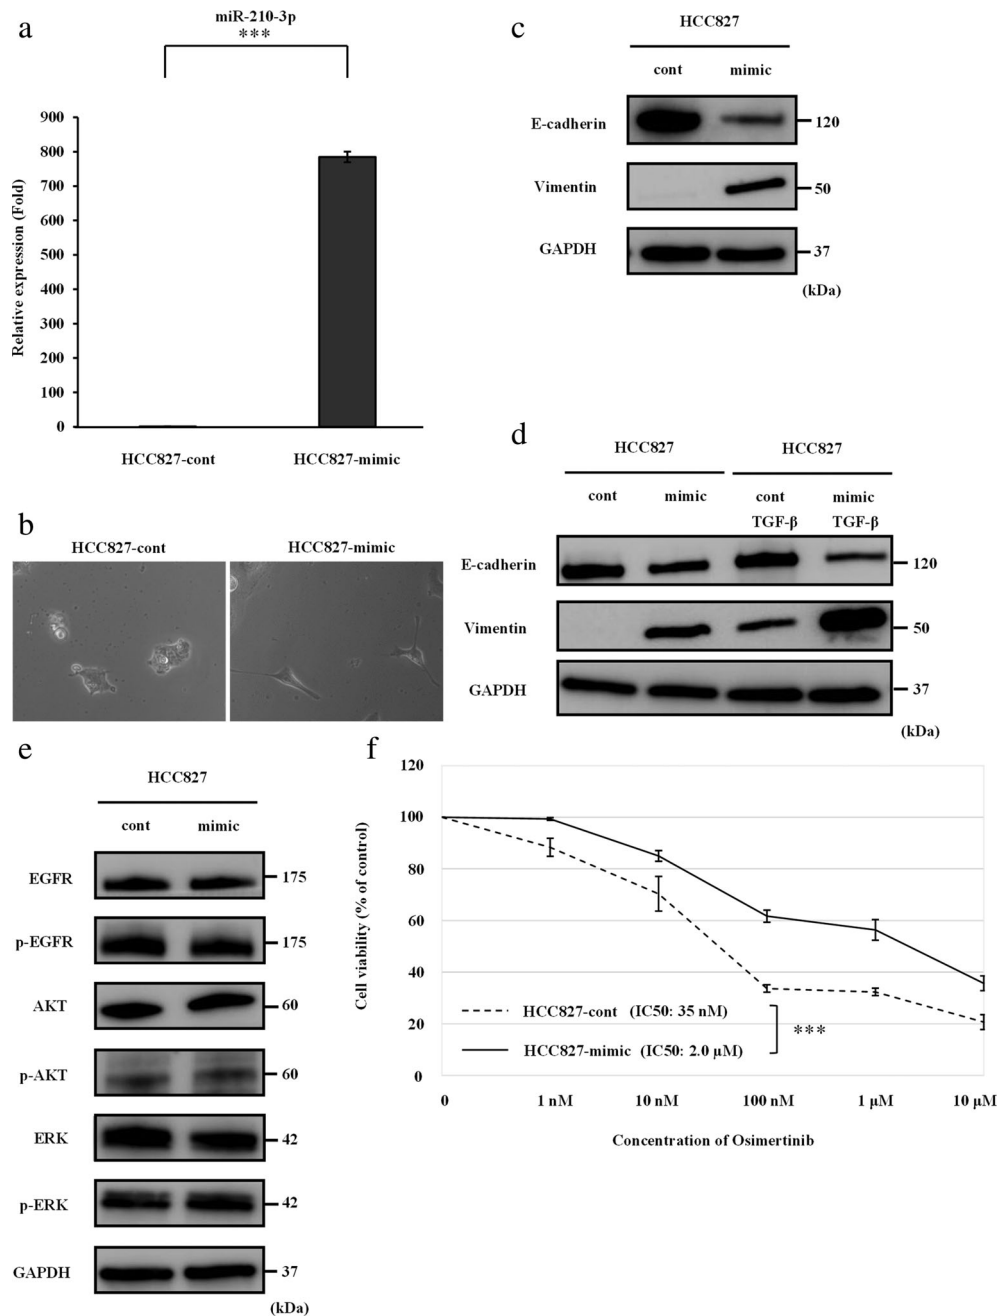 a
miR-210-3p
***
900
800
700
600
500
400
300
200
100
0
Relative expression (Fold)
HCC827-cont
HCC827-mimic
b
HCC827-cont
HCC827-mimic
c
HCC827
cont mimic
E-cadherin 120
Vimentin 50
GAPDH 37
(kDa)
d
HCC827 HCC827
cont mimic cont mimic
TGF-β TGF-β
E-cadherin 120
Vimentin 50
GAPDH 37
(kDa)
e
HCC827
cont mimic
EGFR 175
p-EGFR 175
AKT 60
p-AKT 60
ERK 42
p-ERK 42
GAPDH 37
(kDa)
f
120
100
80
60
40
20
0
Cell viability (% of control)
HCC827-cont (IC50: 35 nM)
HCC827-mimic (IC50: 2.0 μM)
***
0 1 nM 10 nM 100 nM 1 μM 10 μM
Concentration of Osimertinib